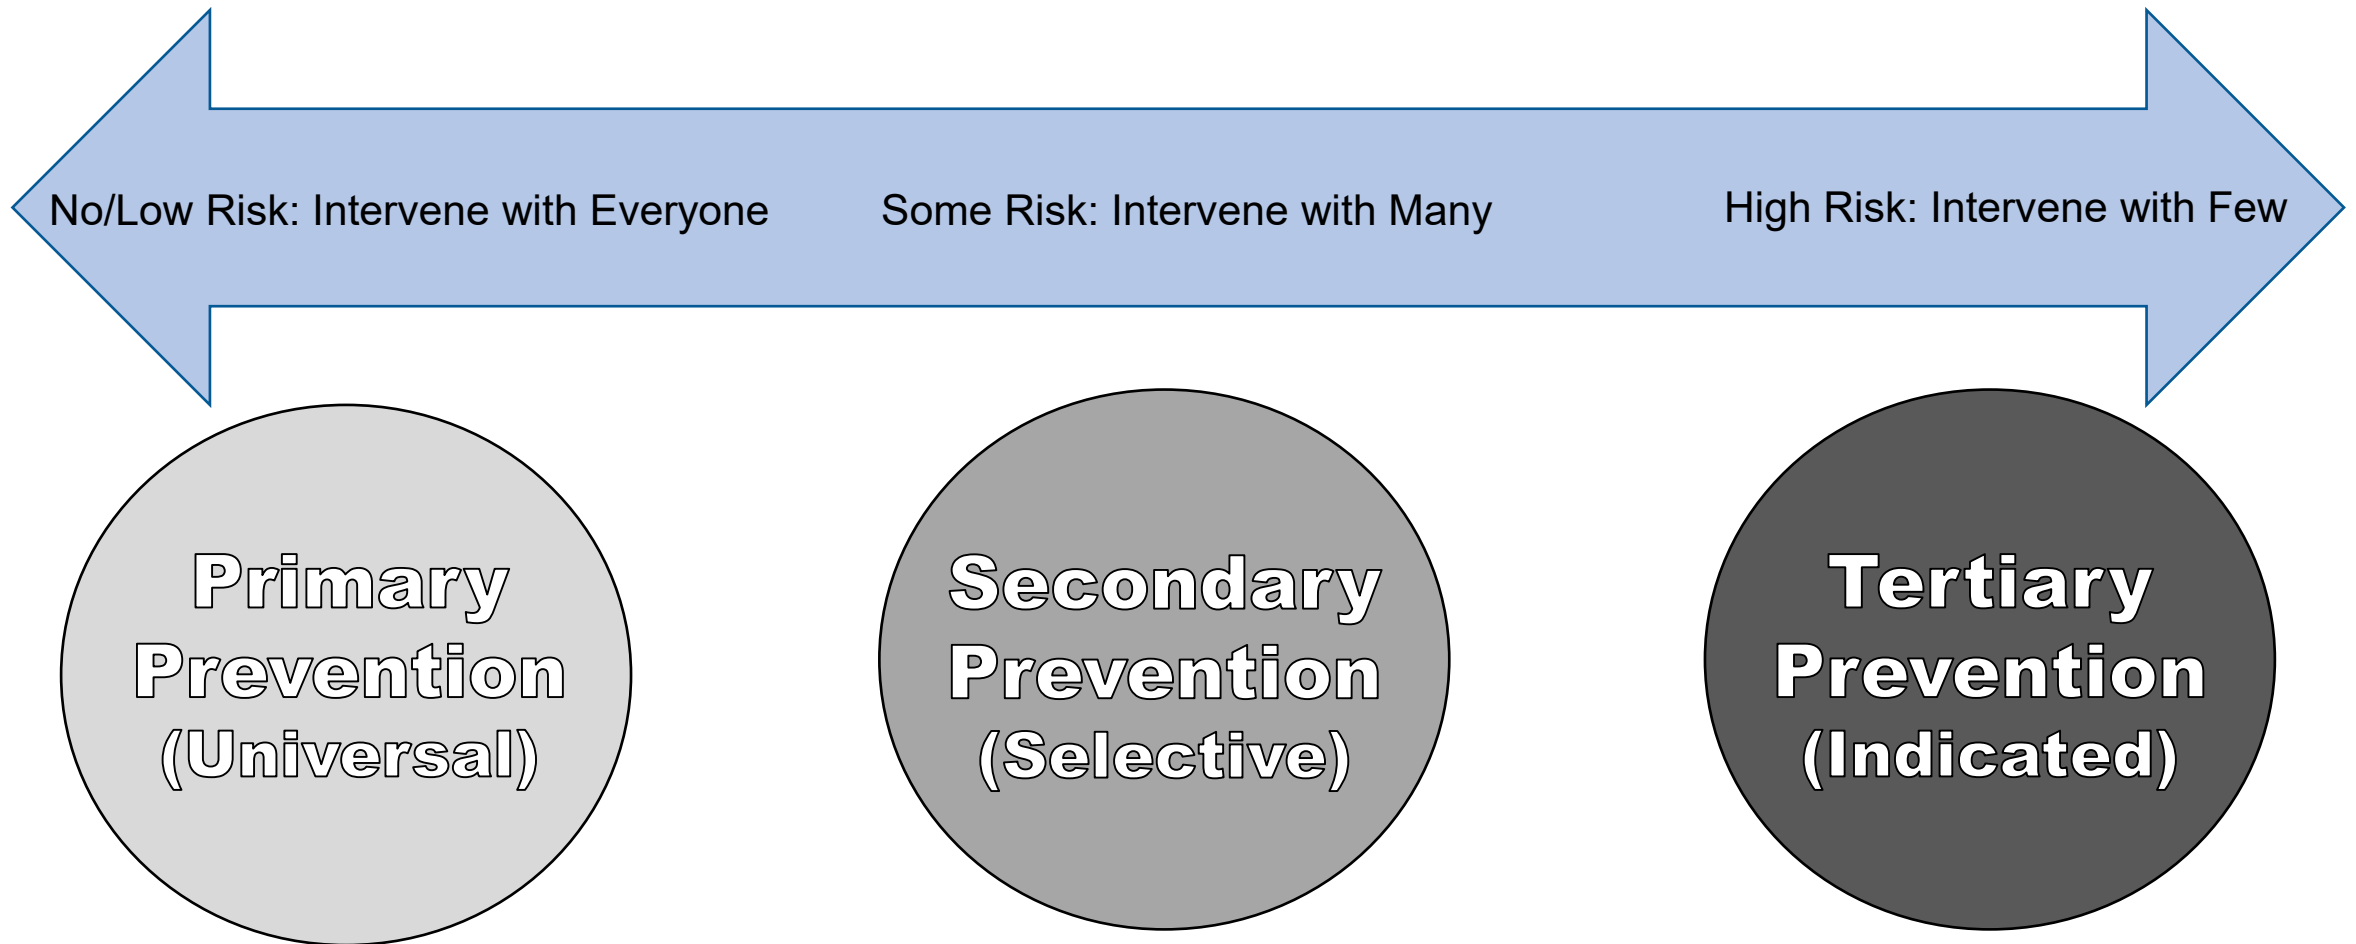 No/Low Risk: Intervene with Everyone
Some Risk: Intervene with Many
High Risk: Intervene with Few
Primary
Prevention
(Universal)
Secondary
Prevention
(Selective)
Tertiary
Prevention
(Indicated)